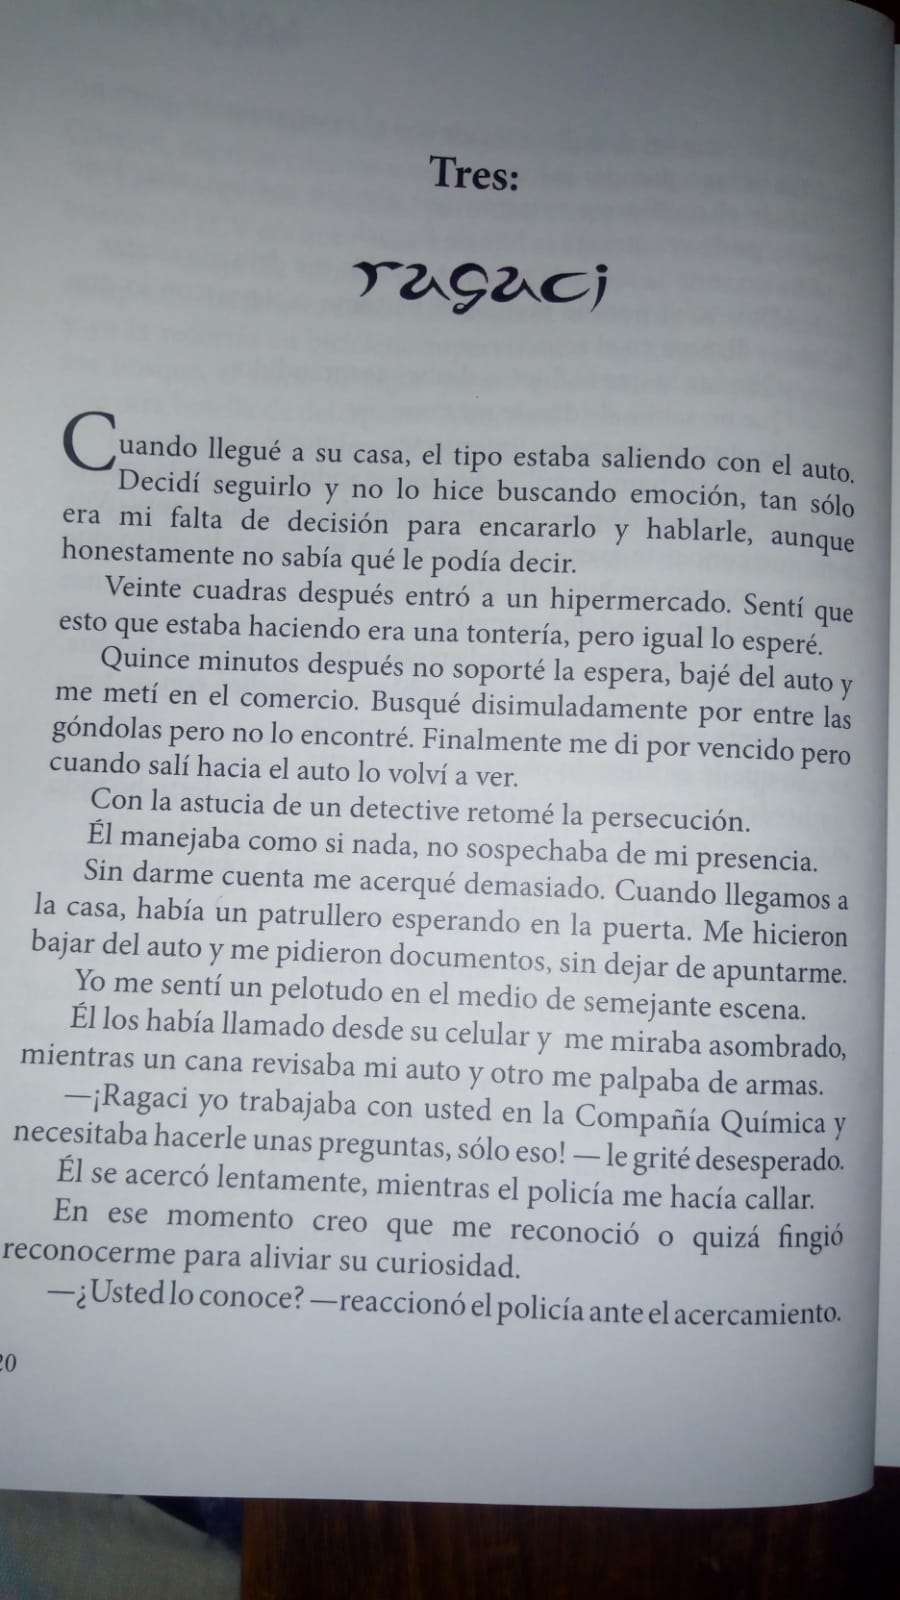 Tres:
ragaci
Cuando llegué a su casa, el tipo estaba saliendo con el auto.
Decidí seguirlo y no lo hice buscando emoción, tan sólo
era mi falta de decisión para encararlo y hablarle, aunque
honestamente no sabía qué le podía decir.
Veinte cuadras después entró a un hipermercado. Sentí que
esto que estaba haciendo era una tontería, pero igual lo esperé.
Quince minutos después no soporté la espera, bajé del auto y
me metí en el comercio. Busqué disimuladamente por entre las
góndolas pero no lo encontré. Finalmente me di por vencido pero
cuando salí hacia el auto lo volví a ver.
Con la astucia de un detective retomé la persecución.
Él manejaba como si nada, no sospechaba de mi presencia.
Sin darme cuenta me acerqué demasiado. Cuando llegamos a
la casa, había un patrullero esperando en la puerta. Me hicieron
bajar del auto y me pidieron documentos, sin dejar de apuntarme.
Yo me sentí un pelotudo en el medio de semejante escena.
Él los había llamado desde su celular y me miraba asombrado,
mientras un cana revisaba mi auto y otro me palpaba de armas.
—¡Ragaci yo trabajaba con usted en la Compañía Química y
necesitaba hacerle unas preguntas, sólo eso! — le grité desesperado.
Él se acercó lentamente, mientras el policía me hacía callar.
En ese momento creo que me reconoció o quizá fingió
reconocerme para aliviar su curiosidad.
—¿Usted lo conoce? —reaccionó el policía ante el acercamiento.
20